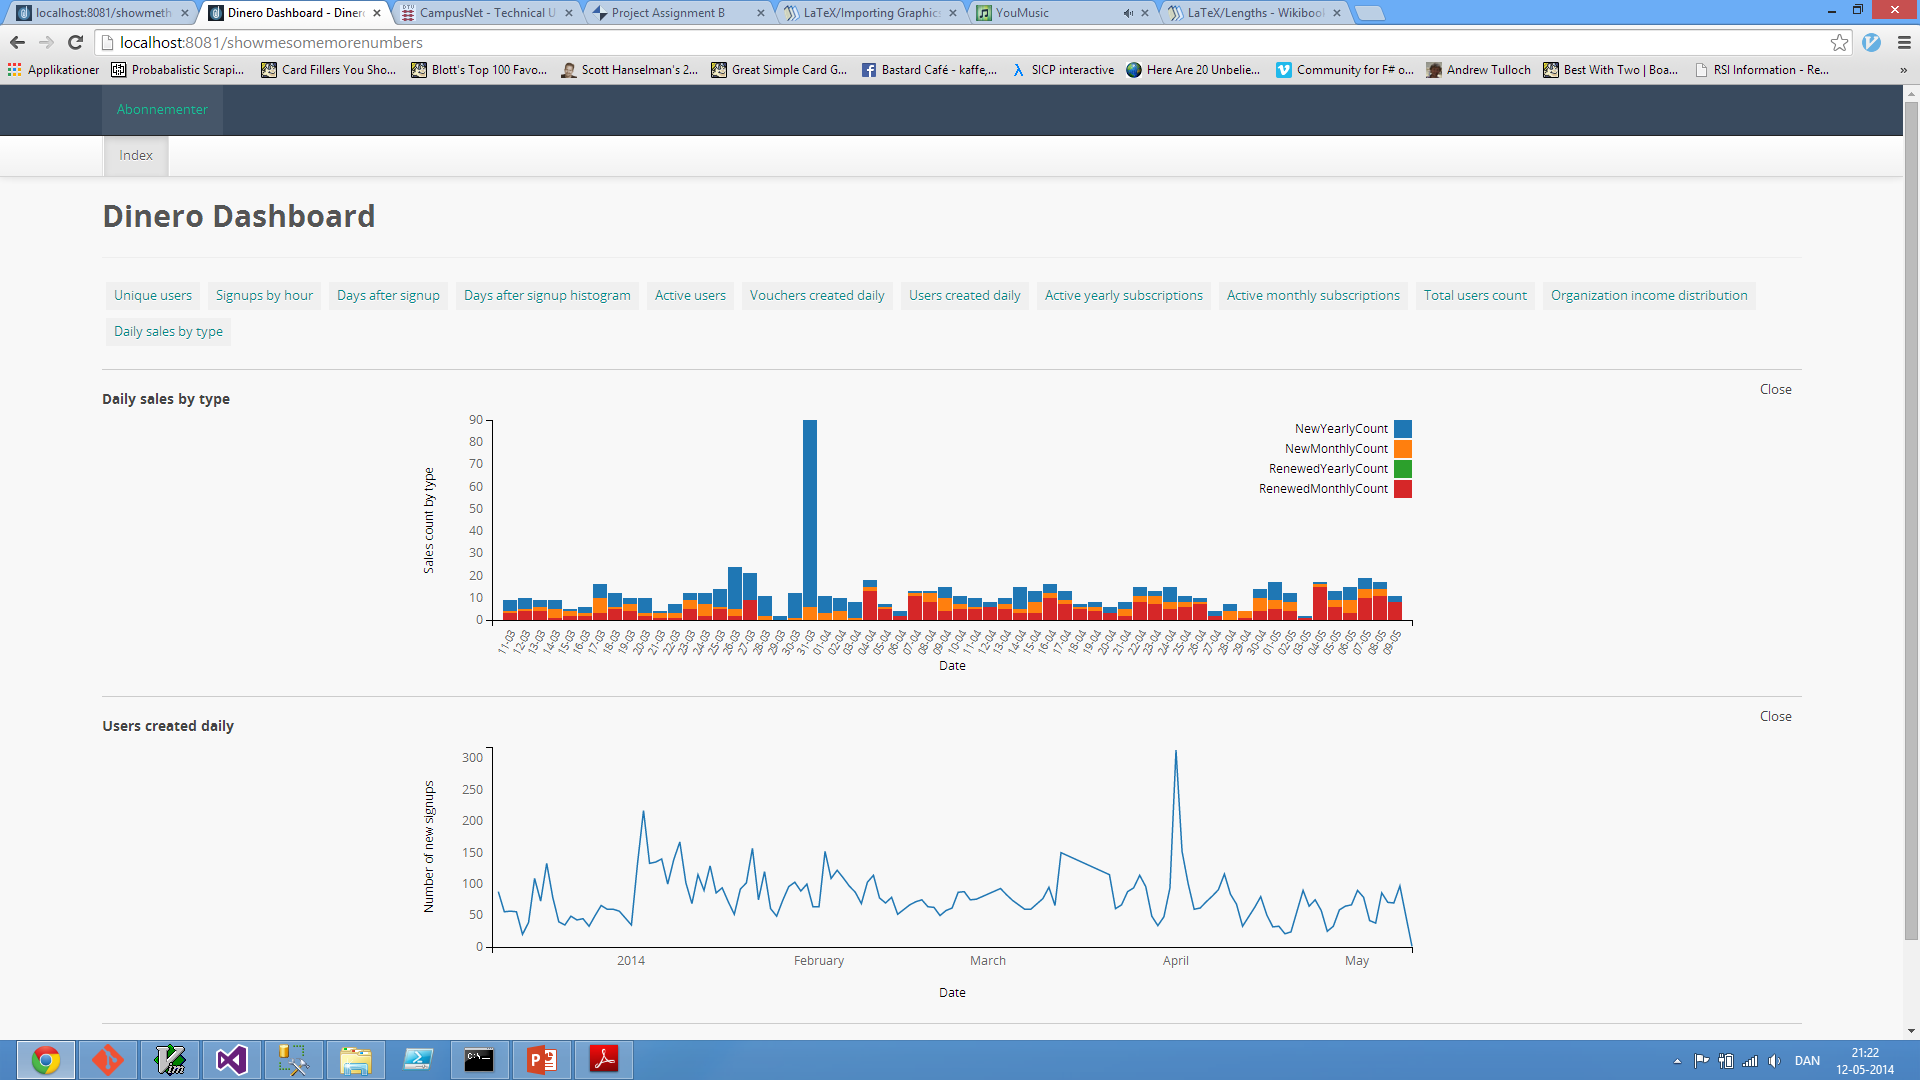 localhost:8081/showmeth
Dinero Dashboard - Diner
CampusNet - Technical U
Project Assignment B
LaTeX/Importing Graphics
YouMusic
LaTeX/Lengths - Wikibook
localhost:8081/showmesomemorenumbers
Applikationer
Probabalistic Scrapi...
Card Fillers You Sho...
Blott's Top 100 Favo...
Scott Hanselman's 2...
Great Simple Card G...
Bastard Café - kaffe,...
SICP interactive
Here Are 20 Unbelie...
Community for F# o...
Andrew Tulloch
Best With Two | Boa...
RSI Information - Re...
»
Abonnementer
Index
Dinero Dashboard
Unique users
Signups by hour
Days after signup
Days after signup histogram
Active users
Vouchers created daily
Users created daily
Active yearly subscriptions
Active monthly subscriptions
Total users count
Organization income distribution
Daily sales by type
Close
Daily sales by type
Sales count by type
90
80
70
60
50
40
30
20
10
0
NewYearlyCount
NewMonthlyCount
RenewedYearlyCount
RenewedMonthlyCount
11-03 12-03 13-03 14-03 15-03 16-03 17-03 18-03 19-03 20-03 21-03 22-03 23-03 24-03 25-03 26-03 27-03 28-03 29-03 30-03 31-03 01-04 02-04 03-04 04-04 05-04 06-04 07-04 08-04 09-04 10-04 11-04 12-04 13-04 14-04 15-04 16-04 17-04 18-04 19-04 20-04 21-04 22-04 23-04 24-04 25-04 26-04 27-04 28-04 29-04 30-04 01-05 02-05 03-05 04-05 05-05 06-05 07-05 08-05 09-05
Date
Close
Users created daily
Number of new signups
300
250
200
150
100
50
0
2014 February March April May
Date
DAN
21:22
12-05-2014